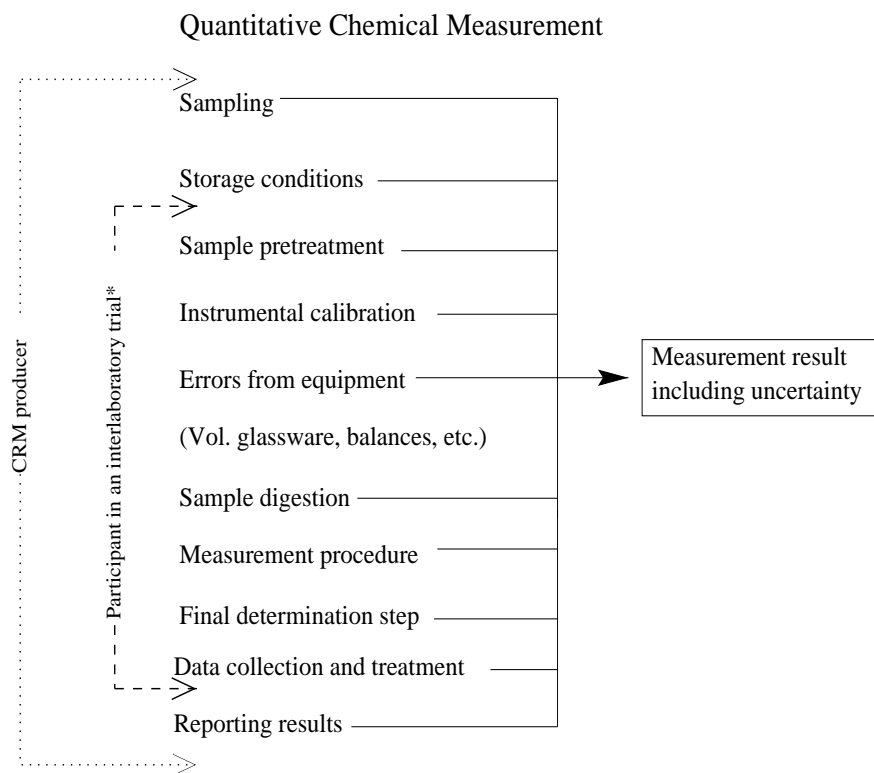 Quantitative Chemical Measurement
Sampling
Storage conditions
Sample pretreatment
Instrumental calibration
Errors from equipment
(Vol. glassware, balances, etc.)
Sample digestion
Measurement procedure
Final determination step
Data collection and treatment
Reporting results
CRM producer
Participant in an interlaboratory trial*
Measurement result
including uncertainty